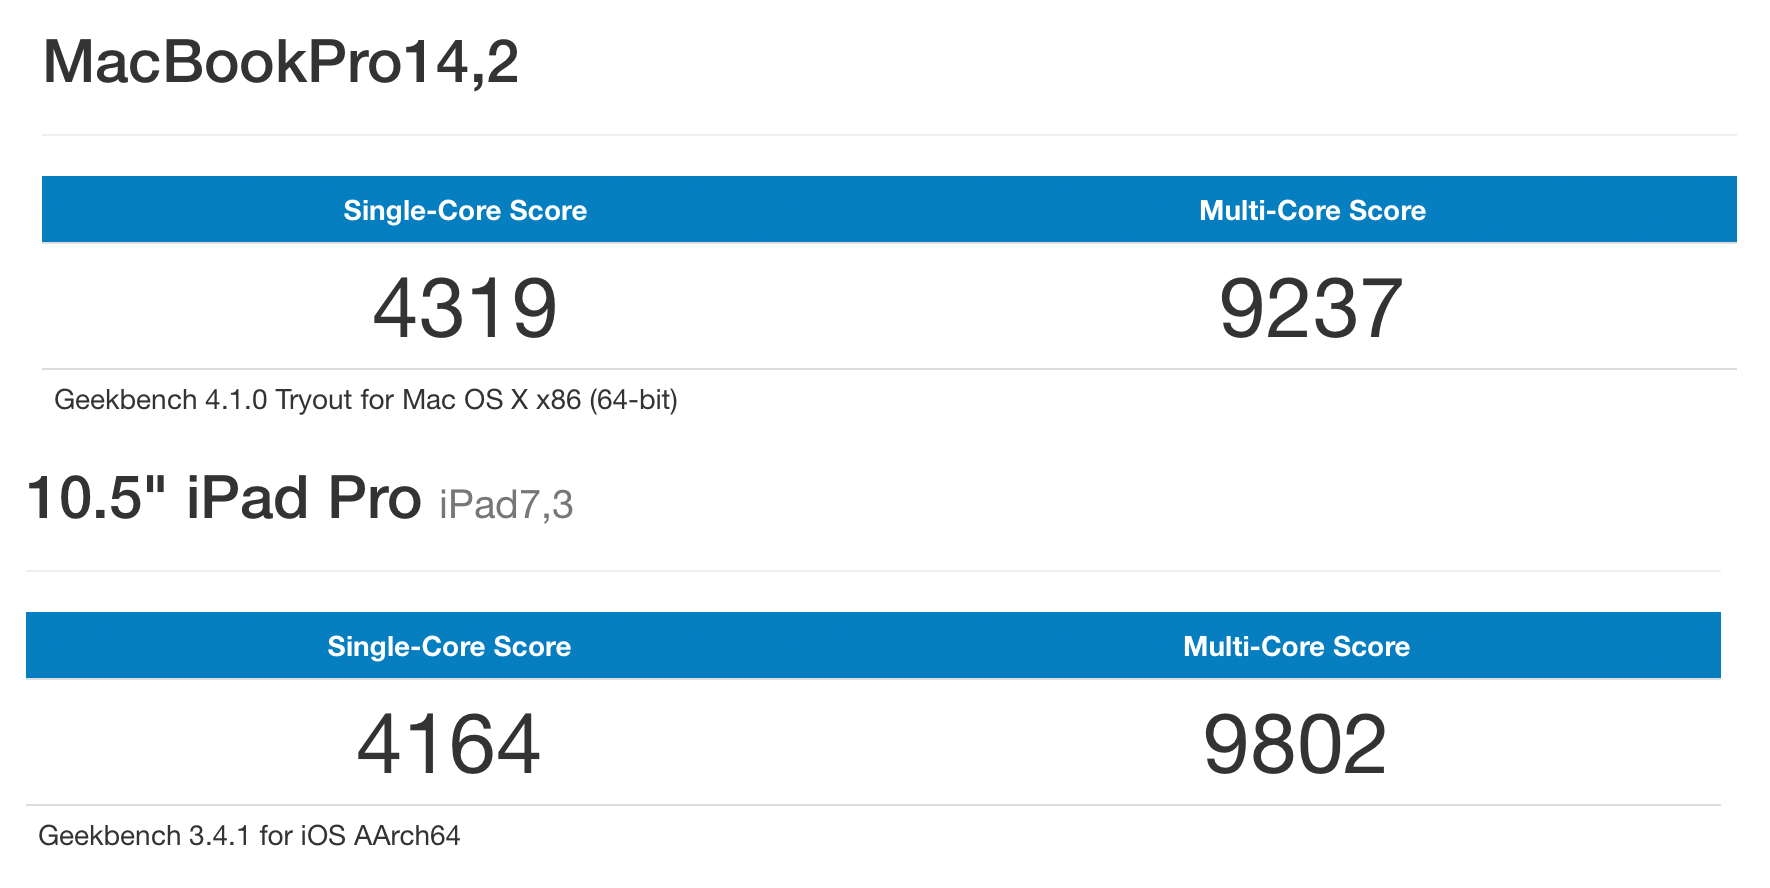 MacBookPro14,2
Single-Core Score Multi-Core Score
4319 9237
Geekbench 4.1.0 Tryout for Mac OS X x86 (64-bit)
10.5" iPad Pro iPad7,3
Single-Core Score Multi-Core Score
4164 9802
Geekbench 3.4.1 for iOS AArch64